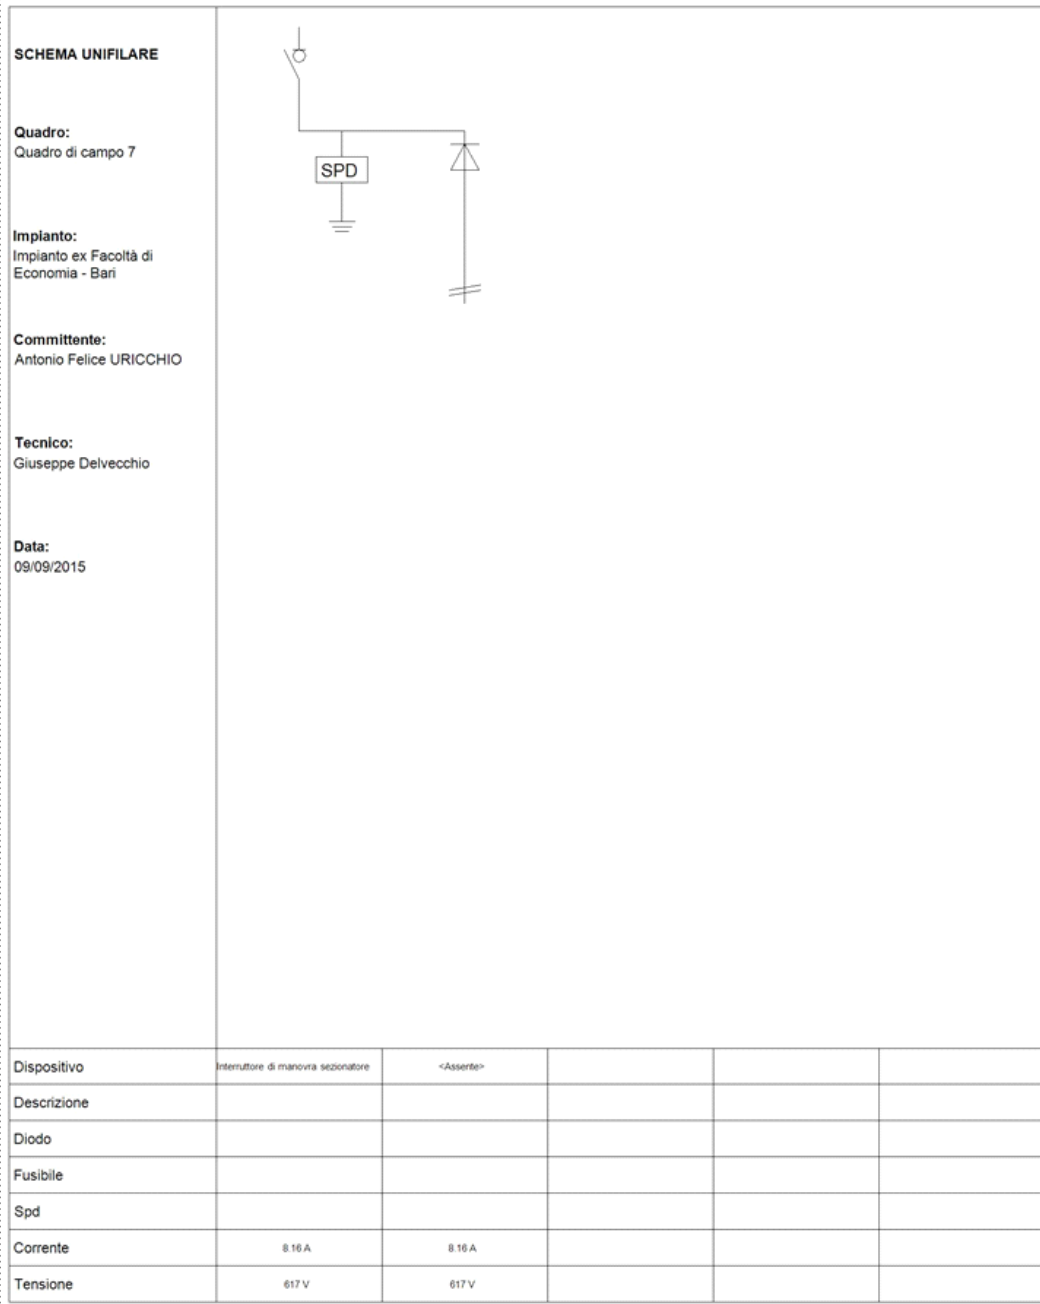 SCHEMA UNIFILARE
Quadro:
Quadro di campo 7
Impianto:
Impianto ex Facoltà di
Economia - Bari
Committente:
Antonio Felice URICCHIO
Tecnico:
Giuseppe Delvecchio
Data:
09/09/2015
SPD
Dispositivo Interruttore di manovra sezionatore <Assente>
Descrizione
Diodo
Fusibile
Spd
Corrente 8.16 A 8.16 A
Tensione 617 V 617 V